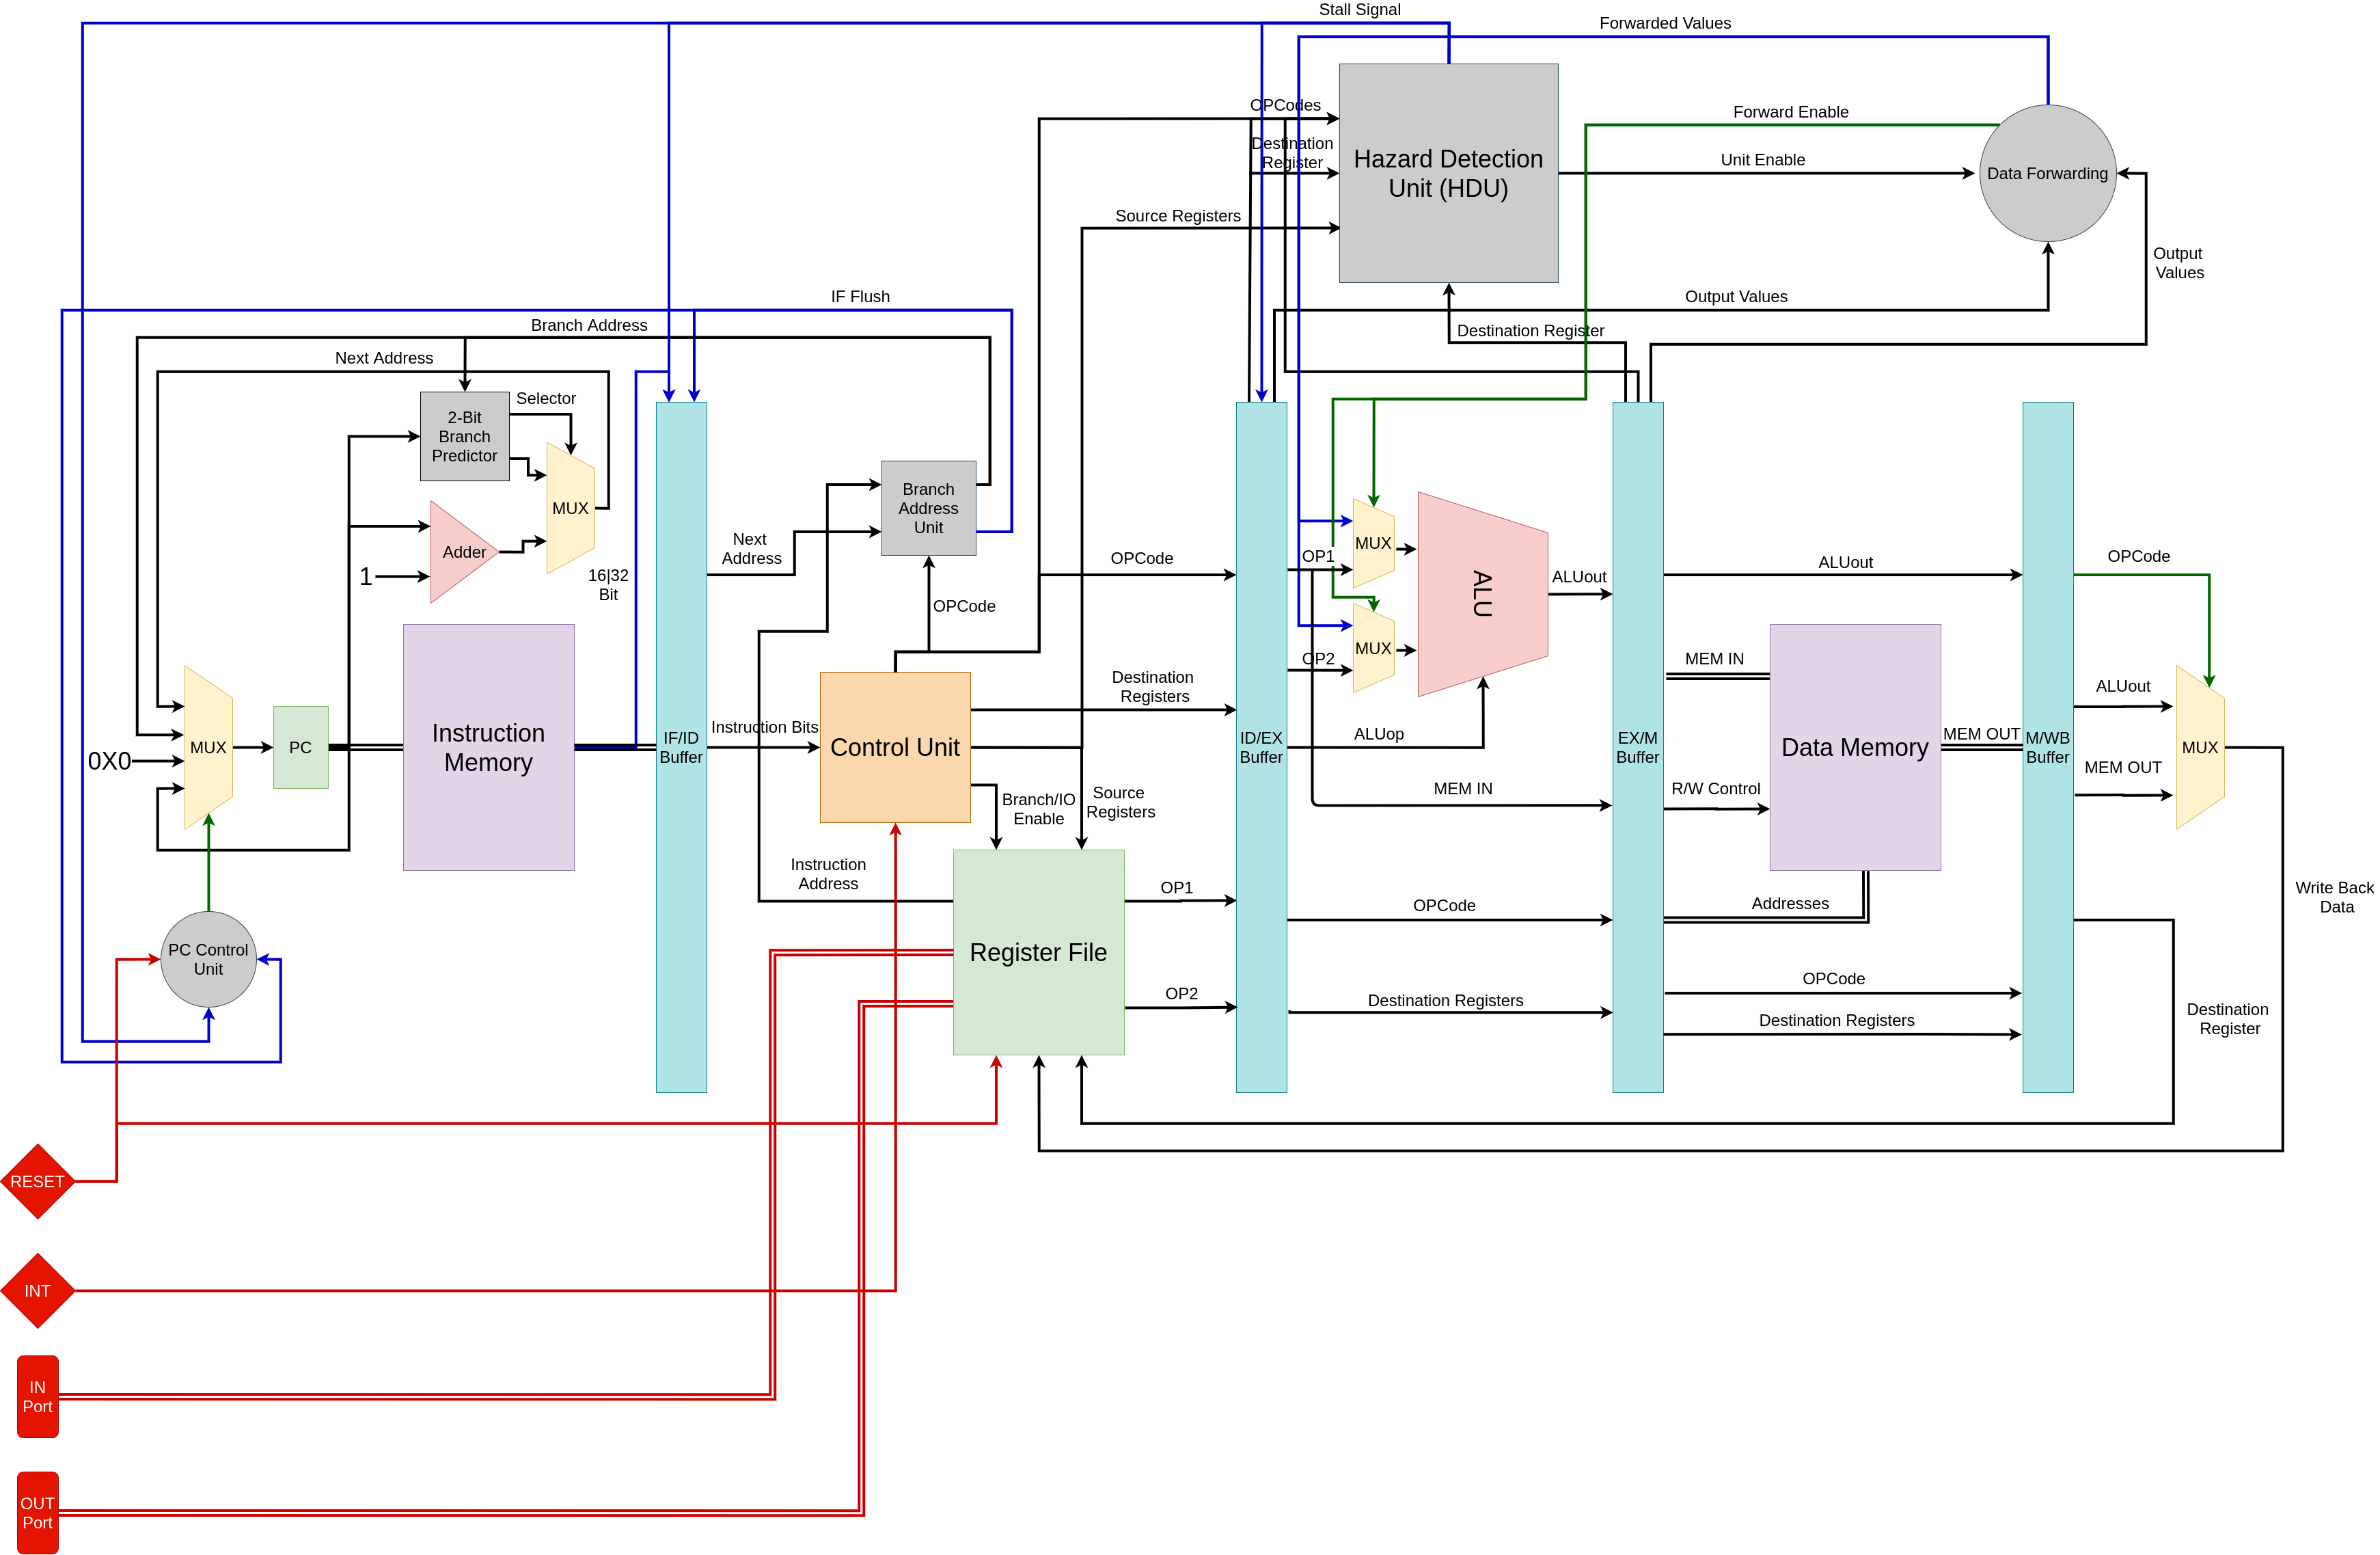 Stall Signal
Forwarded Values
OPCodes
Forward Enable
Destination
Register
Hazard Detection
Unit (HDU)
Unit Enable
Data Forwarding
Source Registers
Output
Values
IF Flush
Output Values
Branch Address
Destination Register
Next Address
Selector
2-Bit
Branch
Predictor
MUX
Adder
1
16|32
Bit
Next
Address
Branch
Address
Unit
OPCode
OPCode
OP1
MUX
MUX
OP2
ALU
ALUout
ALUout
OPCode
0X0
MUX
PC
Instruction
Memory
IF/ID
Buffer
Instruction Bits
Control Unit
Destination
Registers
Branch/IO
Enable
Source
Registers
ID/EX
Buffer
ALUop
MEM IN
EX/M
Buffer
MEM IN
R/W Control
Data Memory
MEM OUT
M/WB
Buffer
ALUout
MEM OUT
MUX
Instruction
Address
Register File
OP1
OP2
OPCode
Destination Registers
Addresses
OPCode
Destination Registers
Write Back
Data
Destination
Register
PC Control
Unit
RESET
INT
IN
Port
OUT
Port